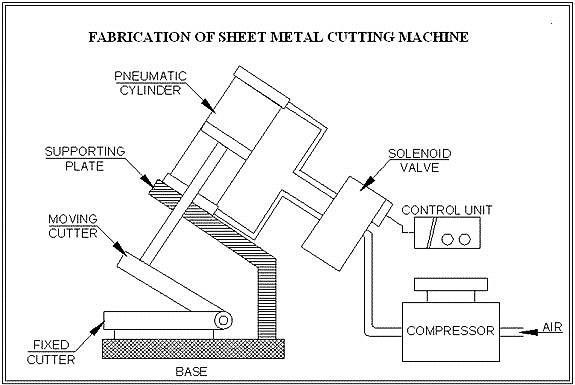 FABRICATION OF SHEET METAL CUTTING MACHINE
PNEUMATIC
CYLINDER
SUPPORTING
PLATE
MOVING
CUTTER
FIXED
CUTTER
BASE
SOLENOID
VALVE
CONTROL UNIT
COMPRESSOR
AIR